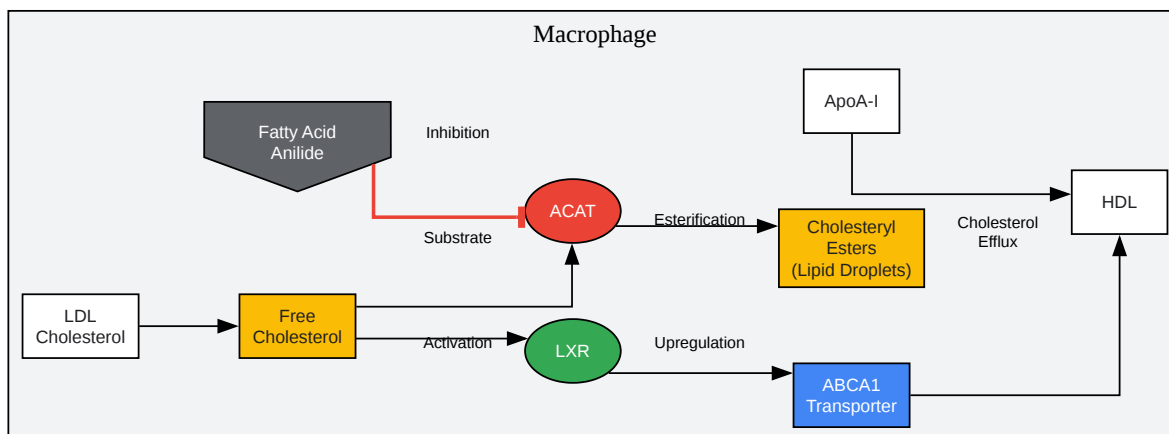 Macrophage
ApoA-I
Fatty Acid
Anilide
Inhibition
HDL
ACAT
Esterification
Cholesteryl
Esters
(Lipid Droplets)
Cholesterol
Efflux
Substrate
LDL
Cholesterol
Free
Cholesterol
Activation
LXR
Upregulation
ABCA1
Transporter